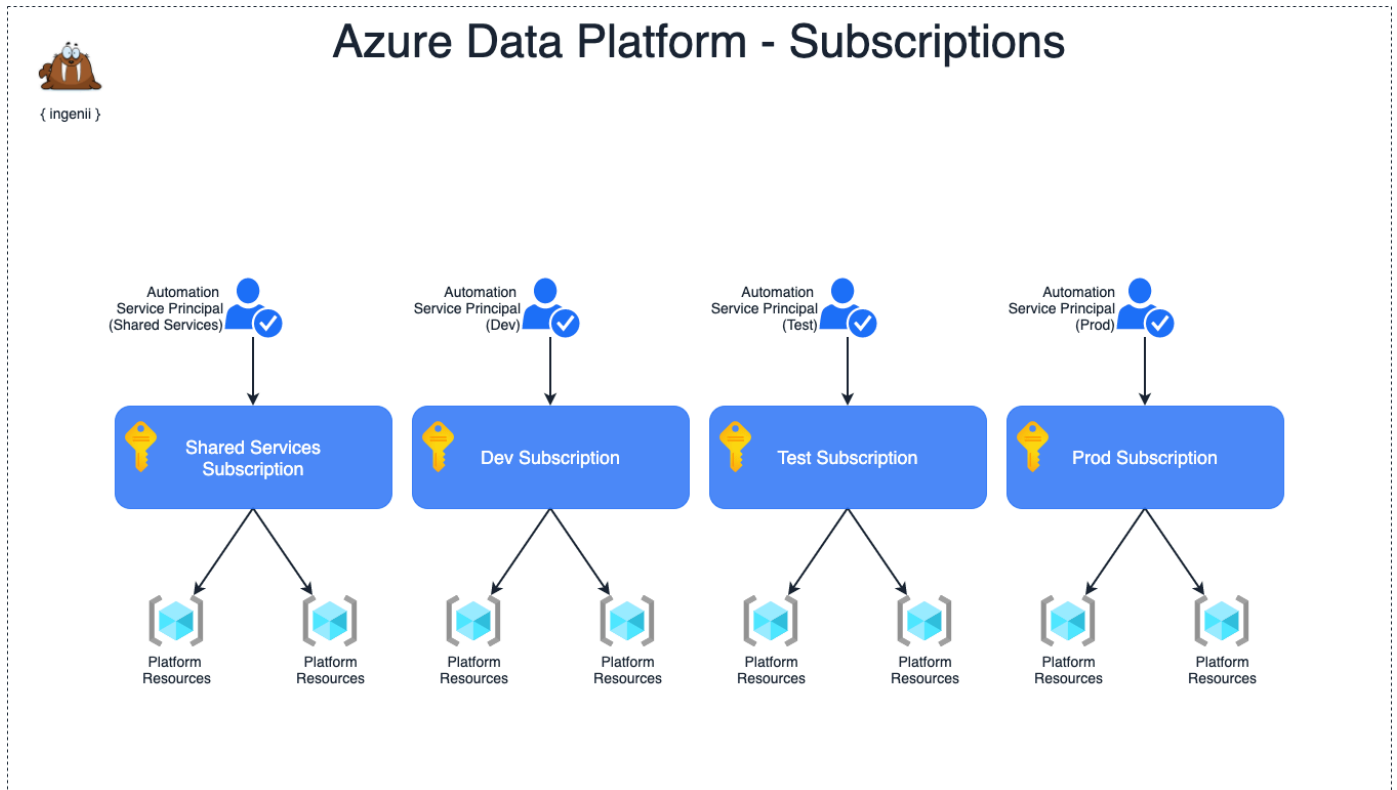 Azure Data Platform - Subscriptions
{ ingenii }
Automation
Service Principal
(Shared Services)
Automation
Service Principal
(Dev)
Automation
Service Principal
(Test)
Automation
Service Principal
(Prod)
Shared Services
Subscription
Dev Subscription
Test Subscription
Prod Subscription
Platform
Resources
Platform
Resources
Platform
Resources
Platform
Resources
Platform
Resources
Platform
Resources
Platform
Resources
Platform
Resources